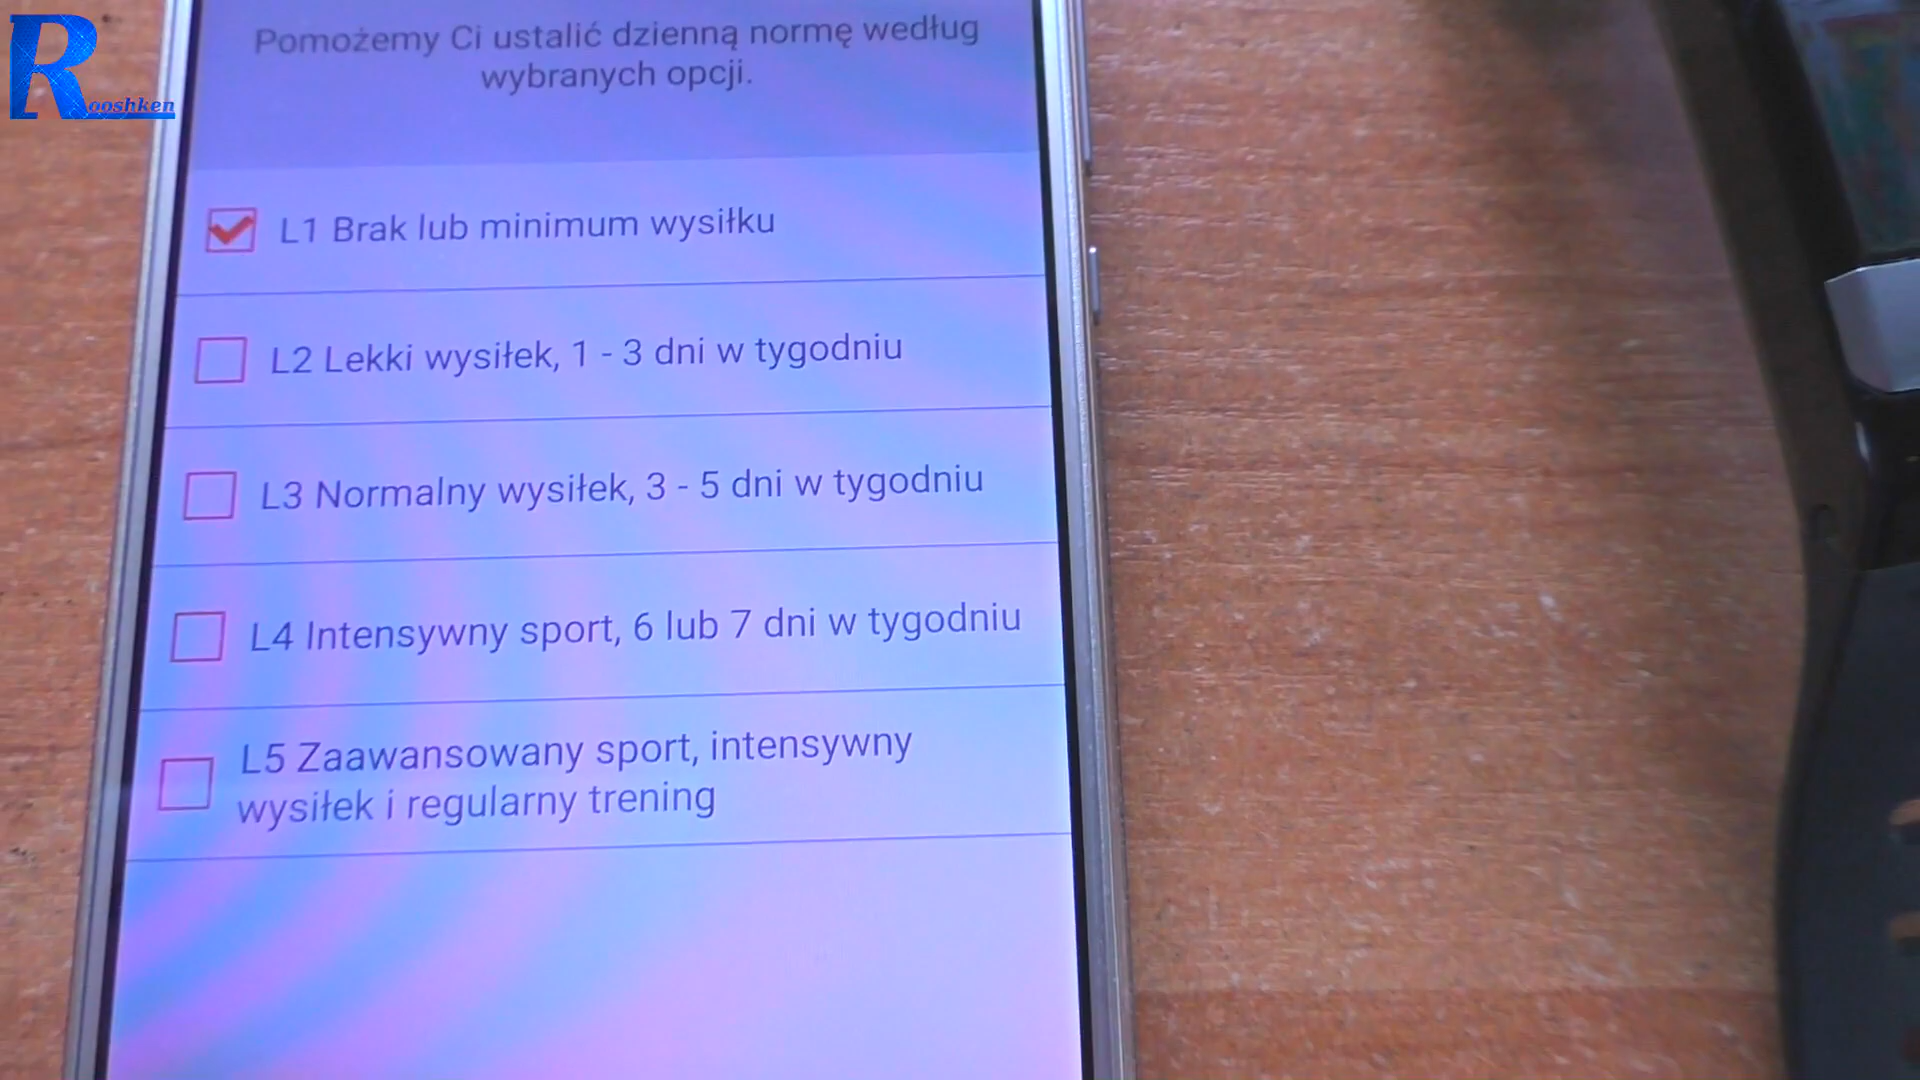 Rooshken
Pomożemy Ci ustalić dzienną normę według
wybranych opcji.
L1 Brak lub minimum wysiłku
L2 Lekki wysiłek, 1 - 3 dni w tygodniu
L3 Normalny wysiłek, 3 - 5 dni w tygodniu
L4 Intensywny sport, 6 lub 7 dni w tygodniu
L5 Zaawansowany sport, intensywny
wysiłek i regularny trening